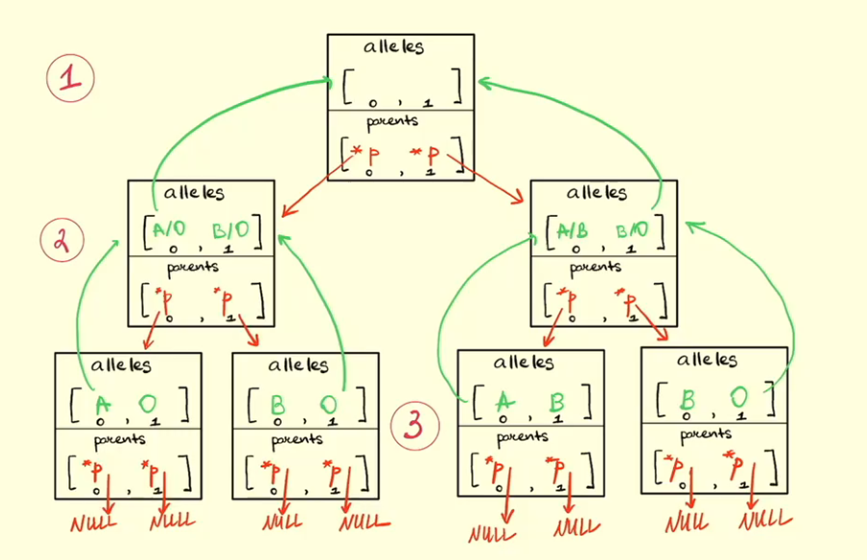 1
alleles
[ 0 , 1 ]
parents
[ *P 0 , *P 1 ]
2
alleles
[ A/O 0 , B/O 1 ]
parents
[ *P 0 , *P 1 ]
alleles
[ A/B 0 , B/O 1 ]
parents
[ *P 0 , *P 1 ]
3
alleles
[ A 0 , O 1 ]
parents
[ *P 0 , *P 1 ]
NULL NULL
alleles
[ B 0 , O 1 ]
parents
[ *P 0 , *P 1 ]
NULL NULL
alleles
[ A 0 , B 1 ]
parents
[ *P 0 , *P 1 ]
NULL NULL
alleles
[ B 0 , O 1 ]
parents
[ *P 0 , *P 1 ]
NULL NULL